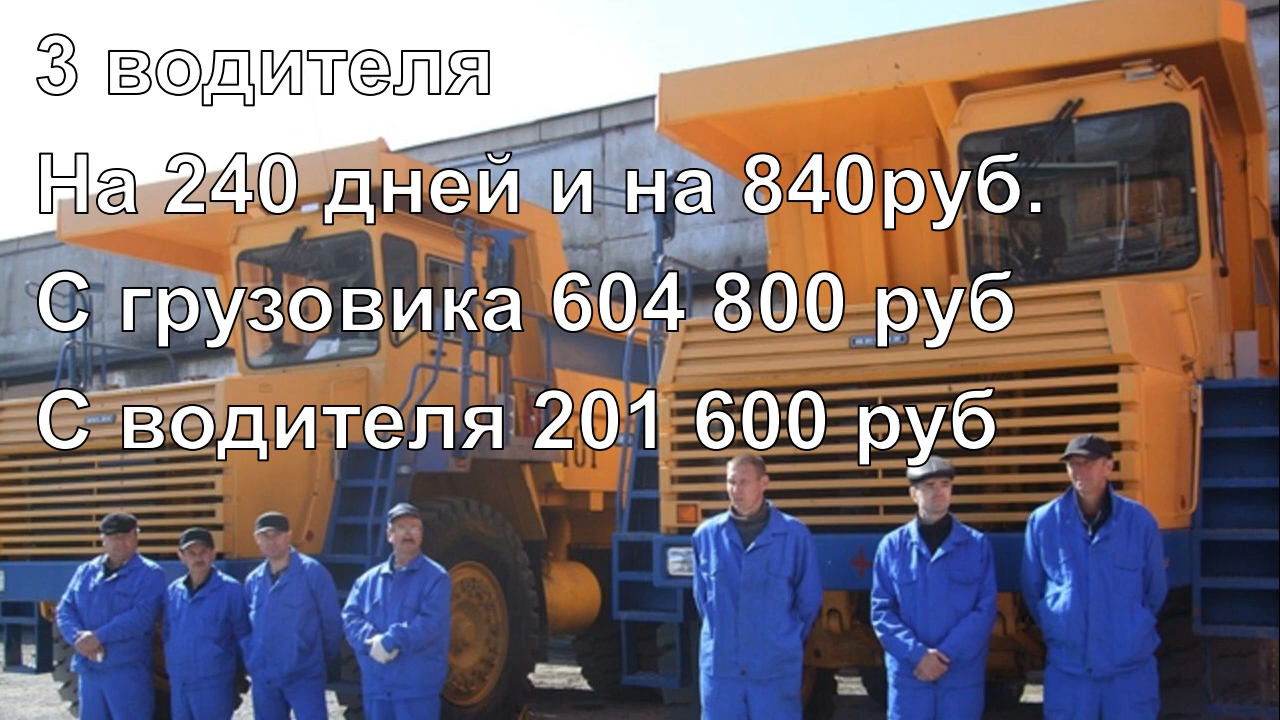 3 водителя
На 240 дней и на 840руб.
С грузовика 604 800 руб
С водителя 201 600 руб